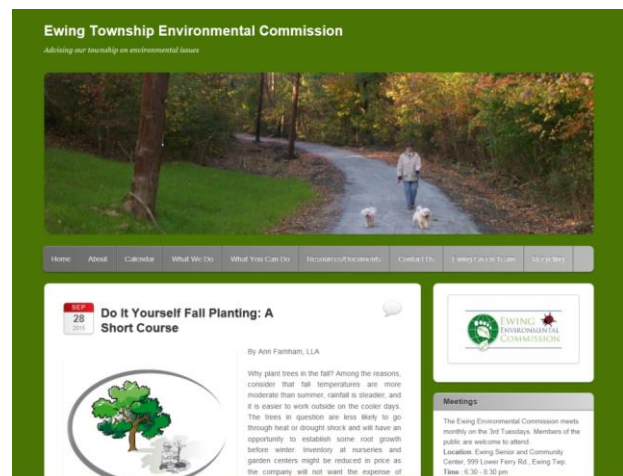 Ewing Township Environmental Commission
Advising our township on environmental issues
Home About Calendar What We Do What You Can Do Resources/Documents Contact Us Ewing Green Team Recycling
SEP
28
2015
Do It Yourself Fall Planting: A
Short Course
By Ann Farnham, LLA
Why plant trees in the fall? Among the reasons,
consider that fall temperatures are more
moderate than summer, rainfall is steadier, and
it is easier to work outside on the cooler days.
The trees in question are less likely to go
through heat or drought shock and will have an
opportunity to establish some root growth
before winter. Inventory at nurseries and
garden centers might be reduced in price as
the company will not want the expense of
EWING
ENVIRONMENTAL
COMMISSION
Meetings
The Ewing Environmental Commission meets
monthly on the 3rd Tuesdays. Members of the
public are welcome to attend.
Location: Ewing Senior and Community
Center, 999 Lower Ferry Rd., Ewing Twp.
Time: 6:30 - 8:30 pm